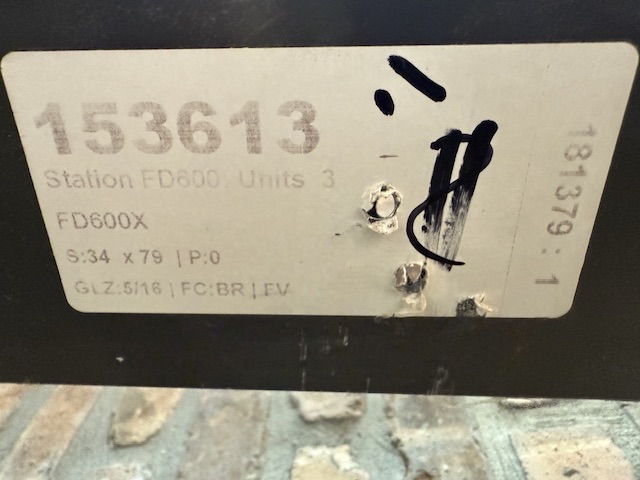 153613
Station FD600: Units 3
FD600X
S:34 x 79 | P:0
GLZ:5/16 | FC:BR | EV
181379 : 1